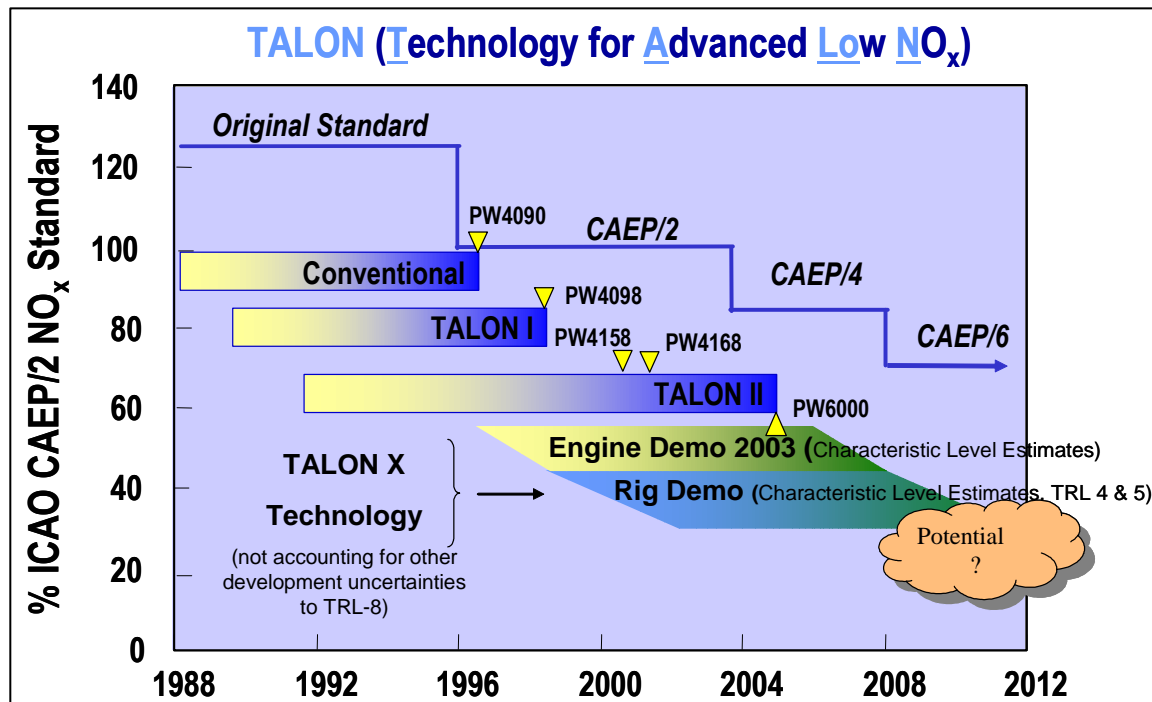 TALON (Technology for Advanced Low NOx)
% ICAO CAEP/2 NOx Standard
140
120
100
80
60
40
20
0
Original Standard
PW4090
CAEP/2
Conventional
CAEP/4
PW4098
TALON I
PW4158
PW4168
CAEP/6
TALON II
PW6000
Engine Demo 2003 (Characteristic Level Estimates)
Rig Demo (Characteristic Level Estimates, TRL 4 & 5)
TALON X
Technology
(not accounting for other
development uncertainties
to TRL-8)
Potential
?
1988 1992 1996 2000 2004 2008 2012